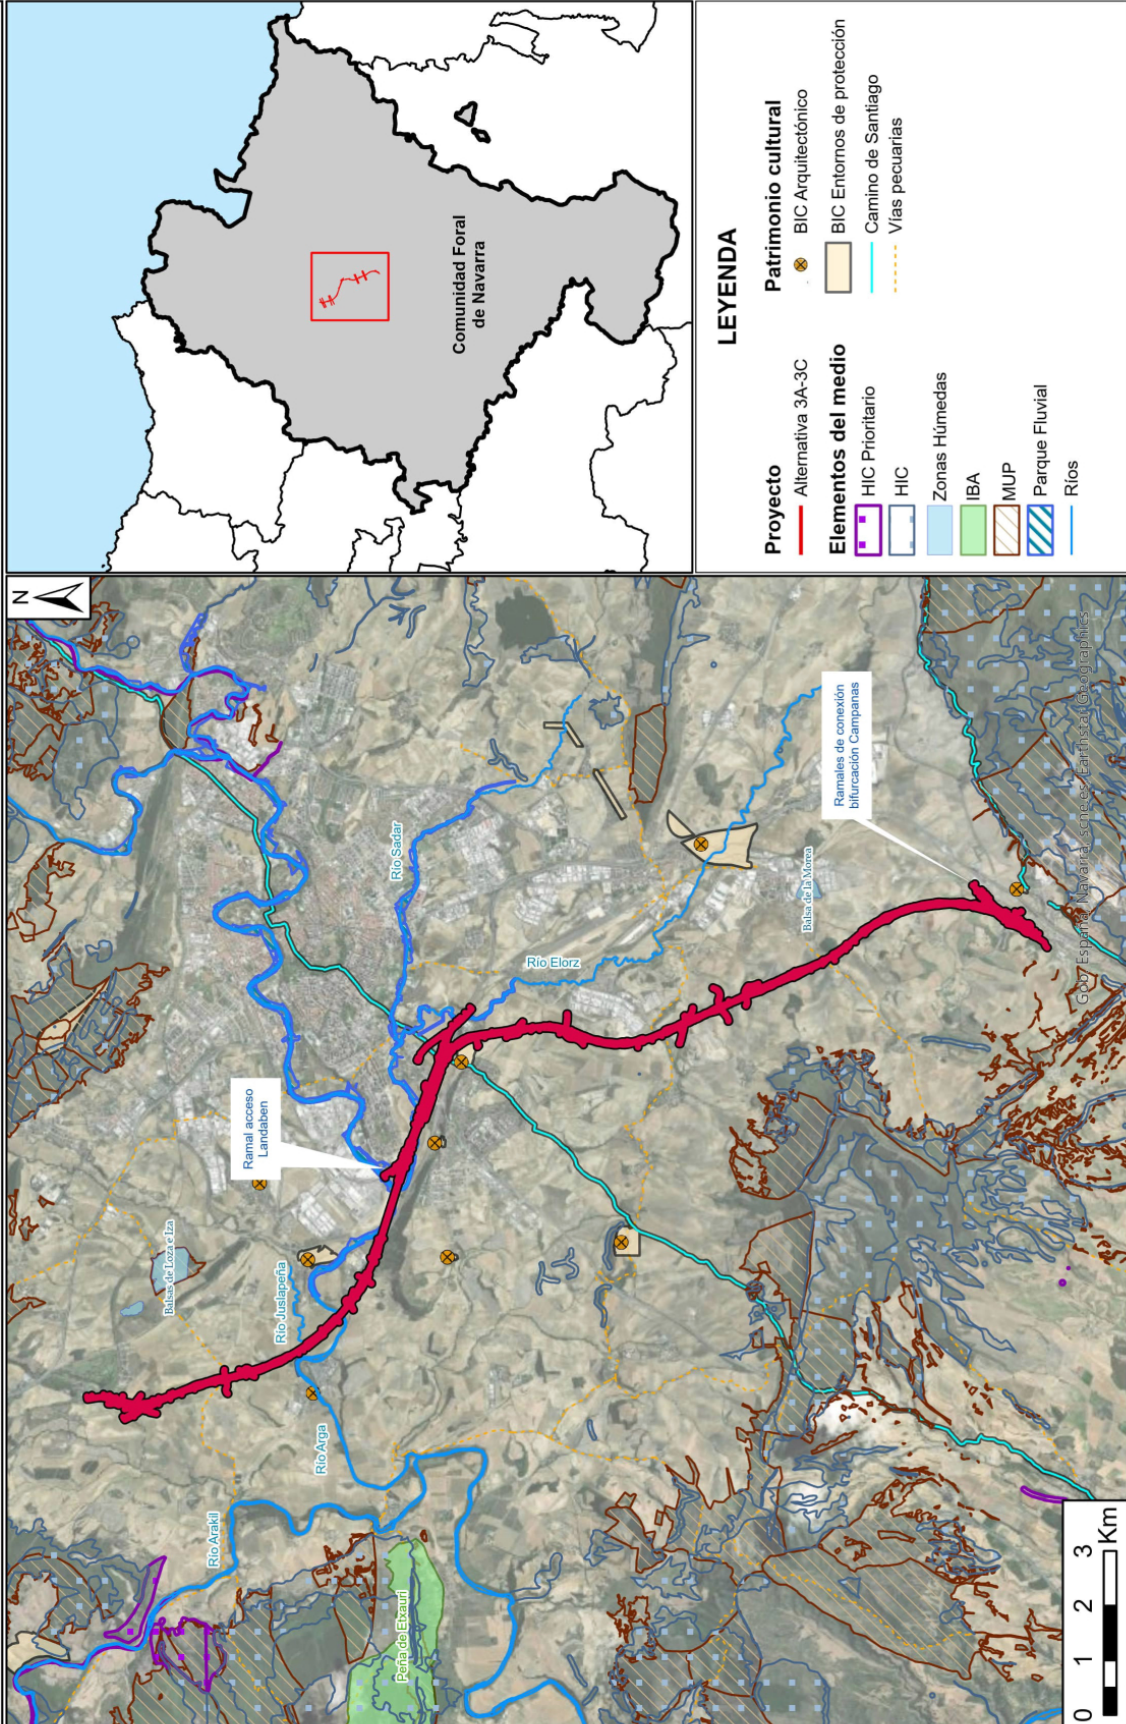 N
Río Arakil
Río Arga
Río Juslapeña
Balsas de Loza e Iza
Ramal acceso
Landaben
Río Sadar
Río Elorz
Balsa de la Morea
Ramales de conexión
bifurcación Campanas
Peña de Etxauri
Gob. España, Navarra, scne.es, Earthstar Geographics
0 1 2 3
Km
Comunidad Foral
de Navarra
LEYENDA
Proyecto
Alternativa 3A-3C
Elementos del medio
HIC Prioritario
HIC
Zonas Húmedas
IBA
MUP
Parque Fluvial
Ríos
Patrimonio cultural
BIC Arquitectónico
BIC Entornos de protección
Camino de Santiago
Vías pecuarias